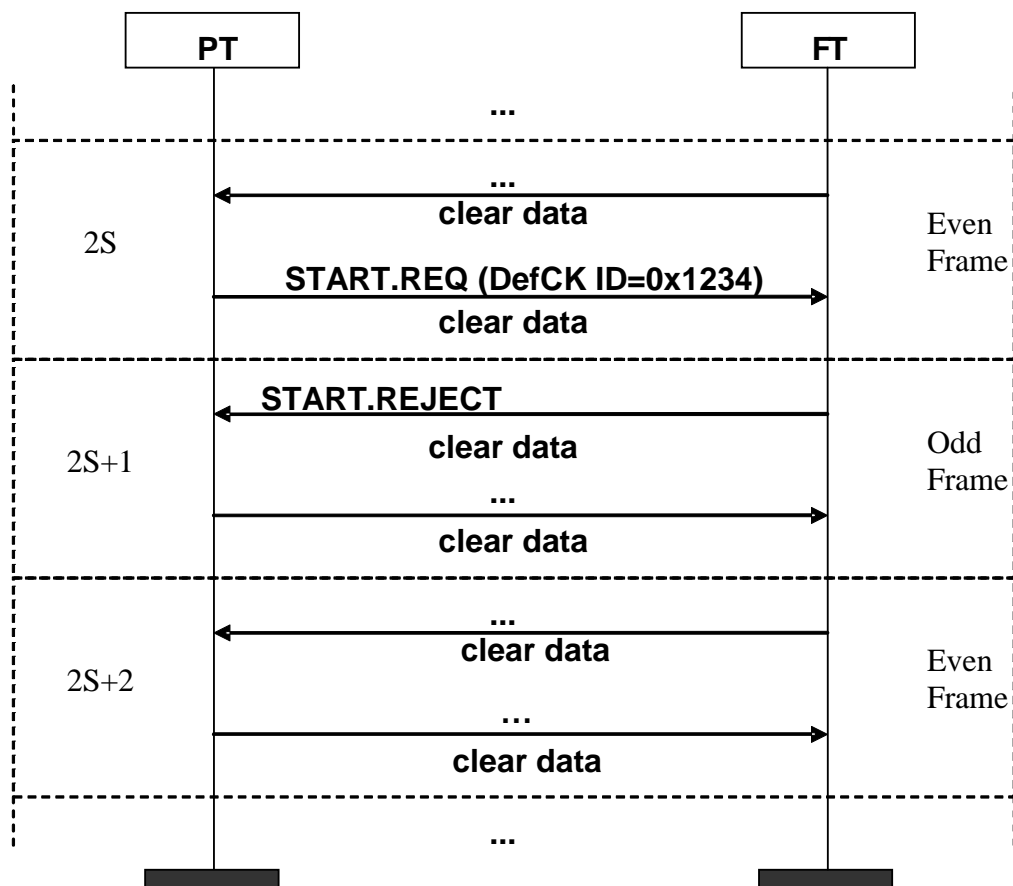 PT
FT
...
...
clear data
2S
Even
Frame
START.REQ (DefCK ID=0x1234)
clear data
START.REJECT
clear data
2S+1
Odd
Frame
...
clear data
...
clear data
2S+2
Even
Frame
...
clear data
...